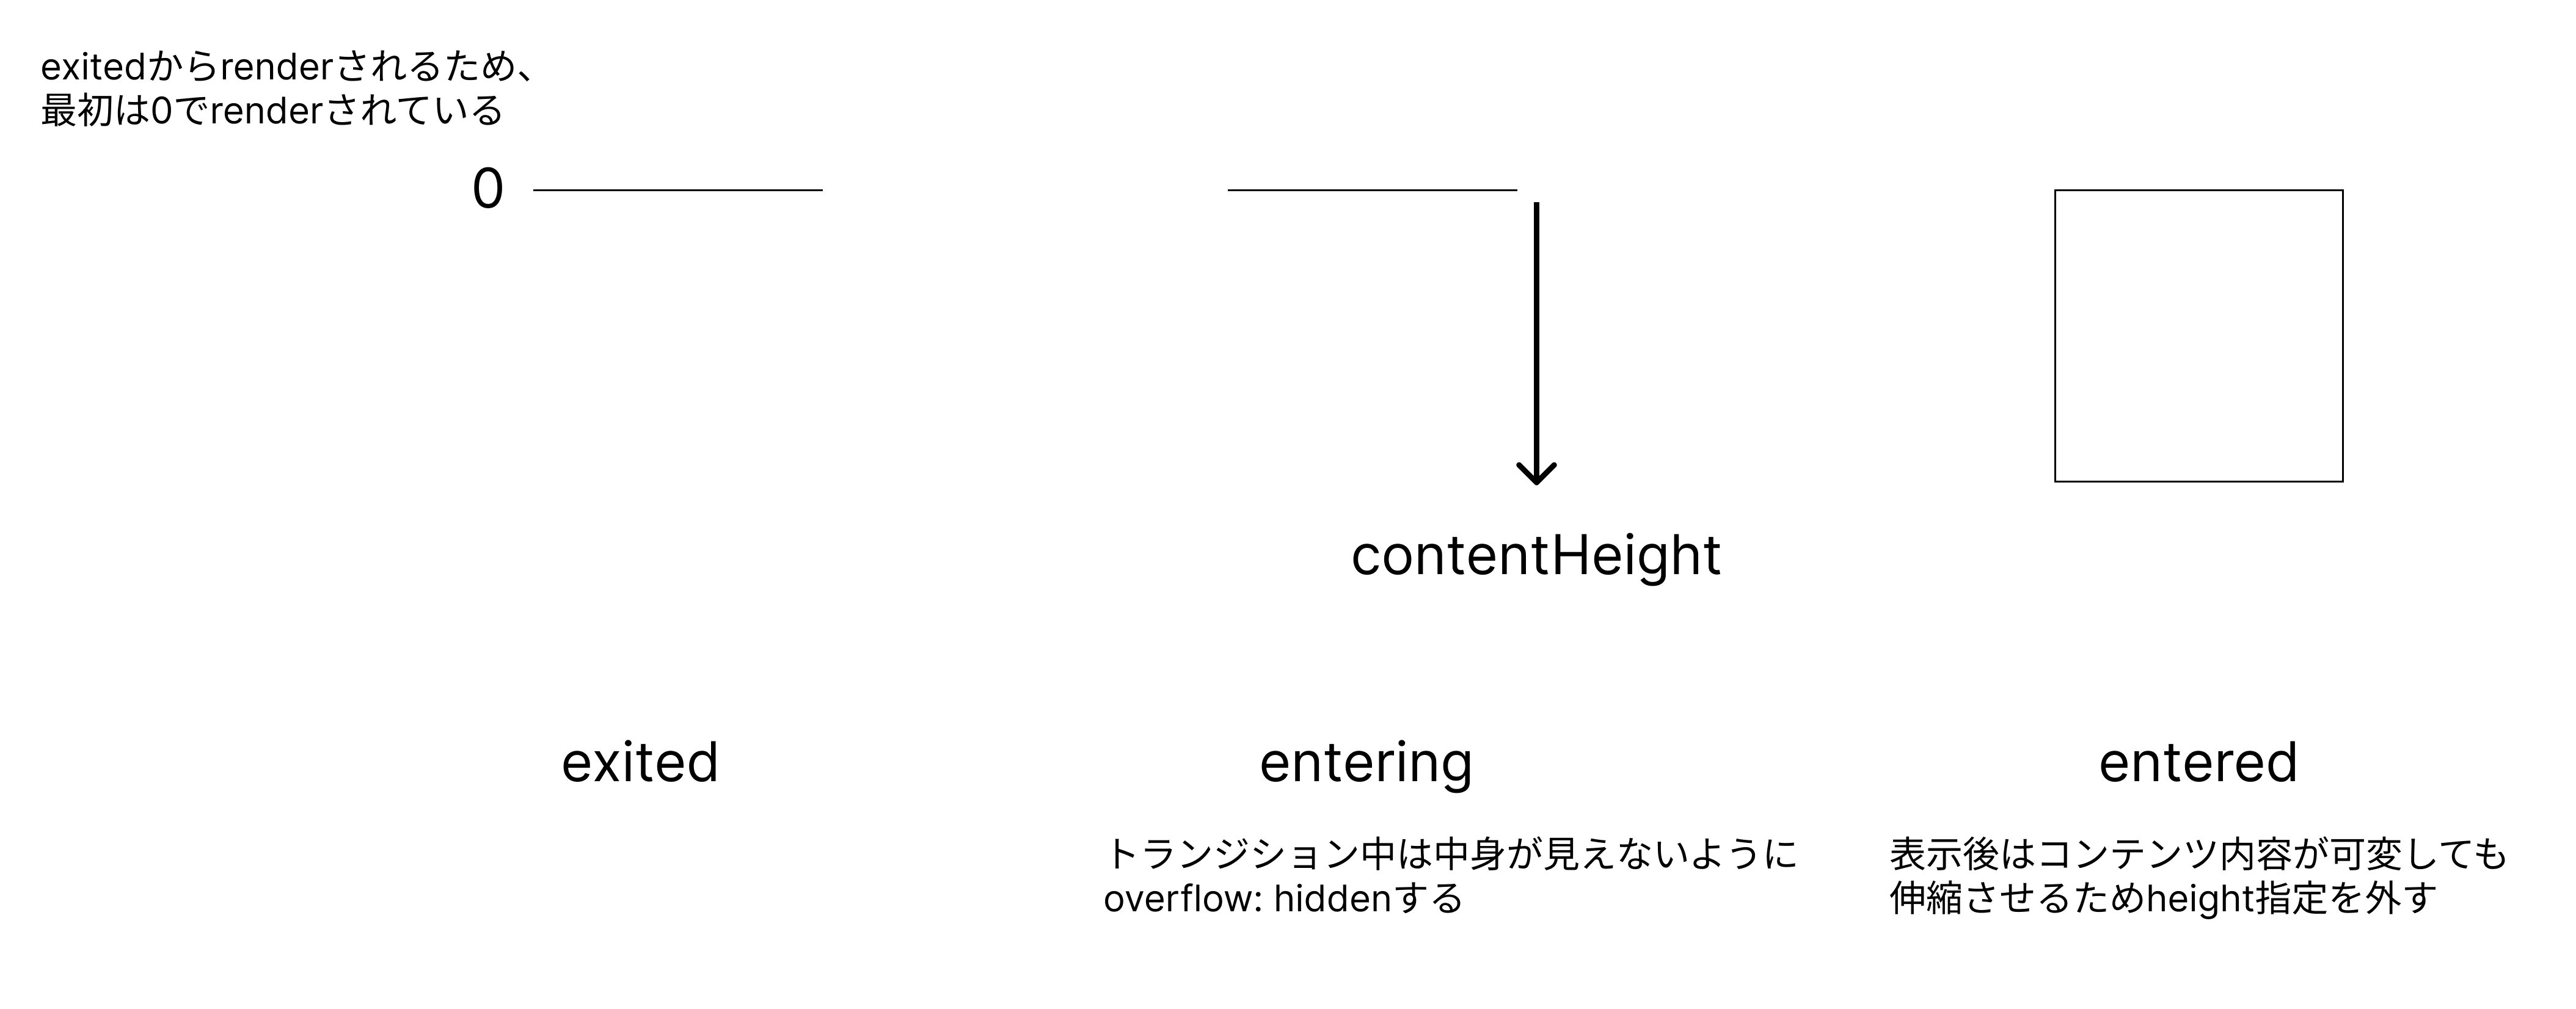 exitedからrenderされるため、
最初は0でrenderされている
0
contentHeight
exited
entering
entered
トランジション中は中身が見えないように
overflow: hiddenする
表示後はコンテンツ内容が可変しても
伸縮させるためheight指定を外す